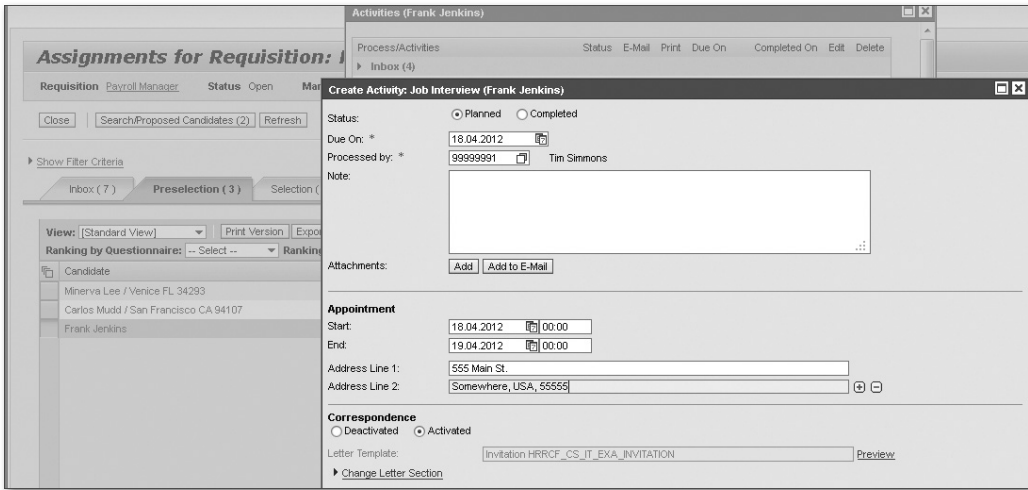 Activities (Frank Jenkins)
Process/Activities Status E-Mail Print Due On Completed On Edit Delete
Inbox (4)
Assignments for Requisition:
Requisition Payroll Manager Status Open
Close Search/Proposed Candidates (2) Refresh
Show Filter Criteria
Inbox ( 7 ) Preselection ( 3 ) Selection (
View: [Standard View] Print Version
Ranking by Questionnaire: -- Select --
Candidate
Minerva Lee / Venice FL 34293
Carlos Mudd / San Francisco CA 94107
Frank Jenkins
Create Activity: Job Interview (Frank Jenkins)
Status: Planned Completed
Due On: * 18.04.2012
Processed by: * 99999991 Tim Simmons
Note:
Attachments: Add Add to E-Mail
Appointment
Start: 18.04.2012 00:00
End: 19.04.2012 00:00
Address Line 1: 555 Main St.
Address Line 2: Somewhere, USA, 55555
Correspondence
Deactivated Activated
Letter Template: Invitation HRRCF_CS_IT_EXA_INVITATION Preview
Change Letter Section